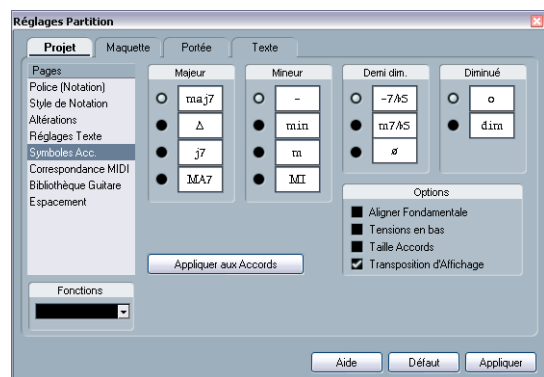 Réglages Partition
Projet Maquette Portée Texte
Pages
Police (Notation)
Style de Notation
Altérations
Réglages Texte
Symboles Acc.
Correspondance MIDI
Bibliothèque Guitare
Espacement
Fonctions
Majeur
maj7
Δ
j7
MA7
Mineur
-
min
m
MI
Demi dim.
-7/♭5
m7/♭5
ø
Diminué
o
dim
Appliquer aux Accords
Options
Aligner Fondamentale
Tensions en bas
Taille Accords
Transposition d'Affichage
Aide Défaut Appliquer